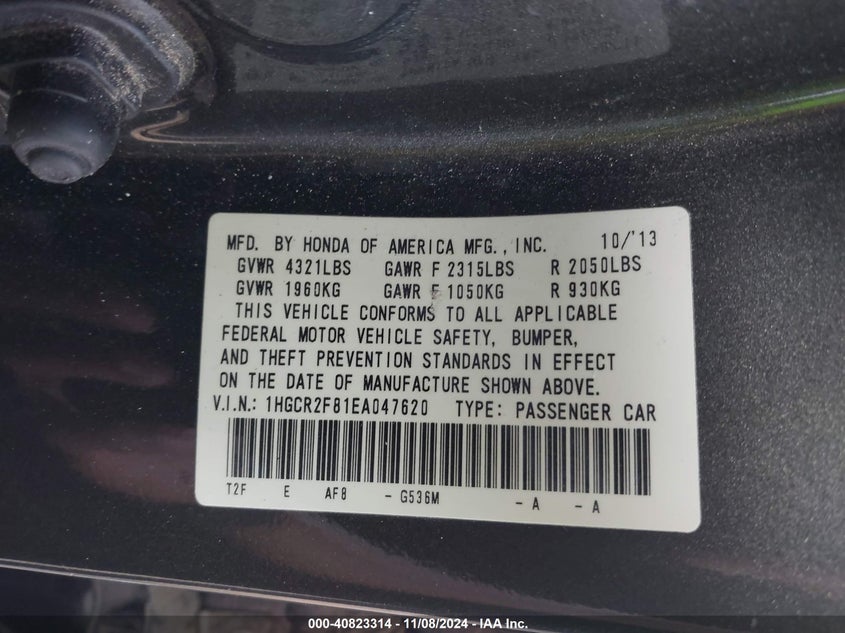 MFD. BY HONDA OF AMERICA MFG., INC. 10/'13
GVWR 4321LBS GAWR F 2315LBS R 2050LBS
GVWR 1960KG GAWR F 1050KG R 930KG
THIS VEHICLE CONFORMS TO ALL APPLICABLE
FEDERAL MOTOR VEHICLE SAFETY, BUMPER,
AND THEFT PREVENTION STANDARDS IN EFFECT
ON THE DATE OF MANUFACTURE SHOWN ABOVE.
V.I.N.: 1HGCR2F81EA047620 TYPE: PASSENGER CAR
T2F E AF8 - G536M - A - A
000-40823314 - 11/08/2024 - IAA Inc.